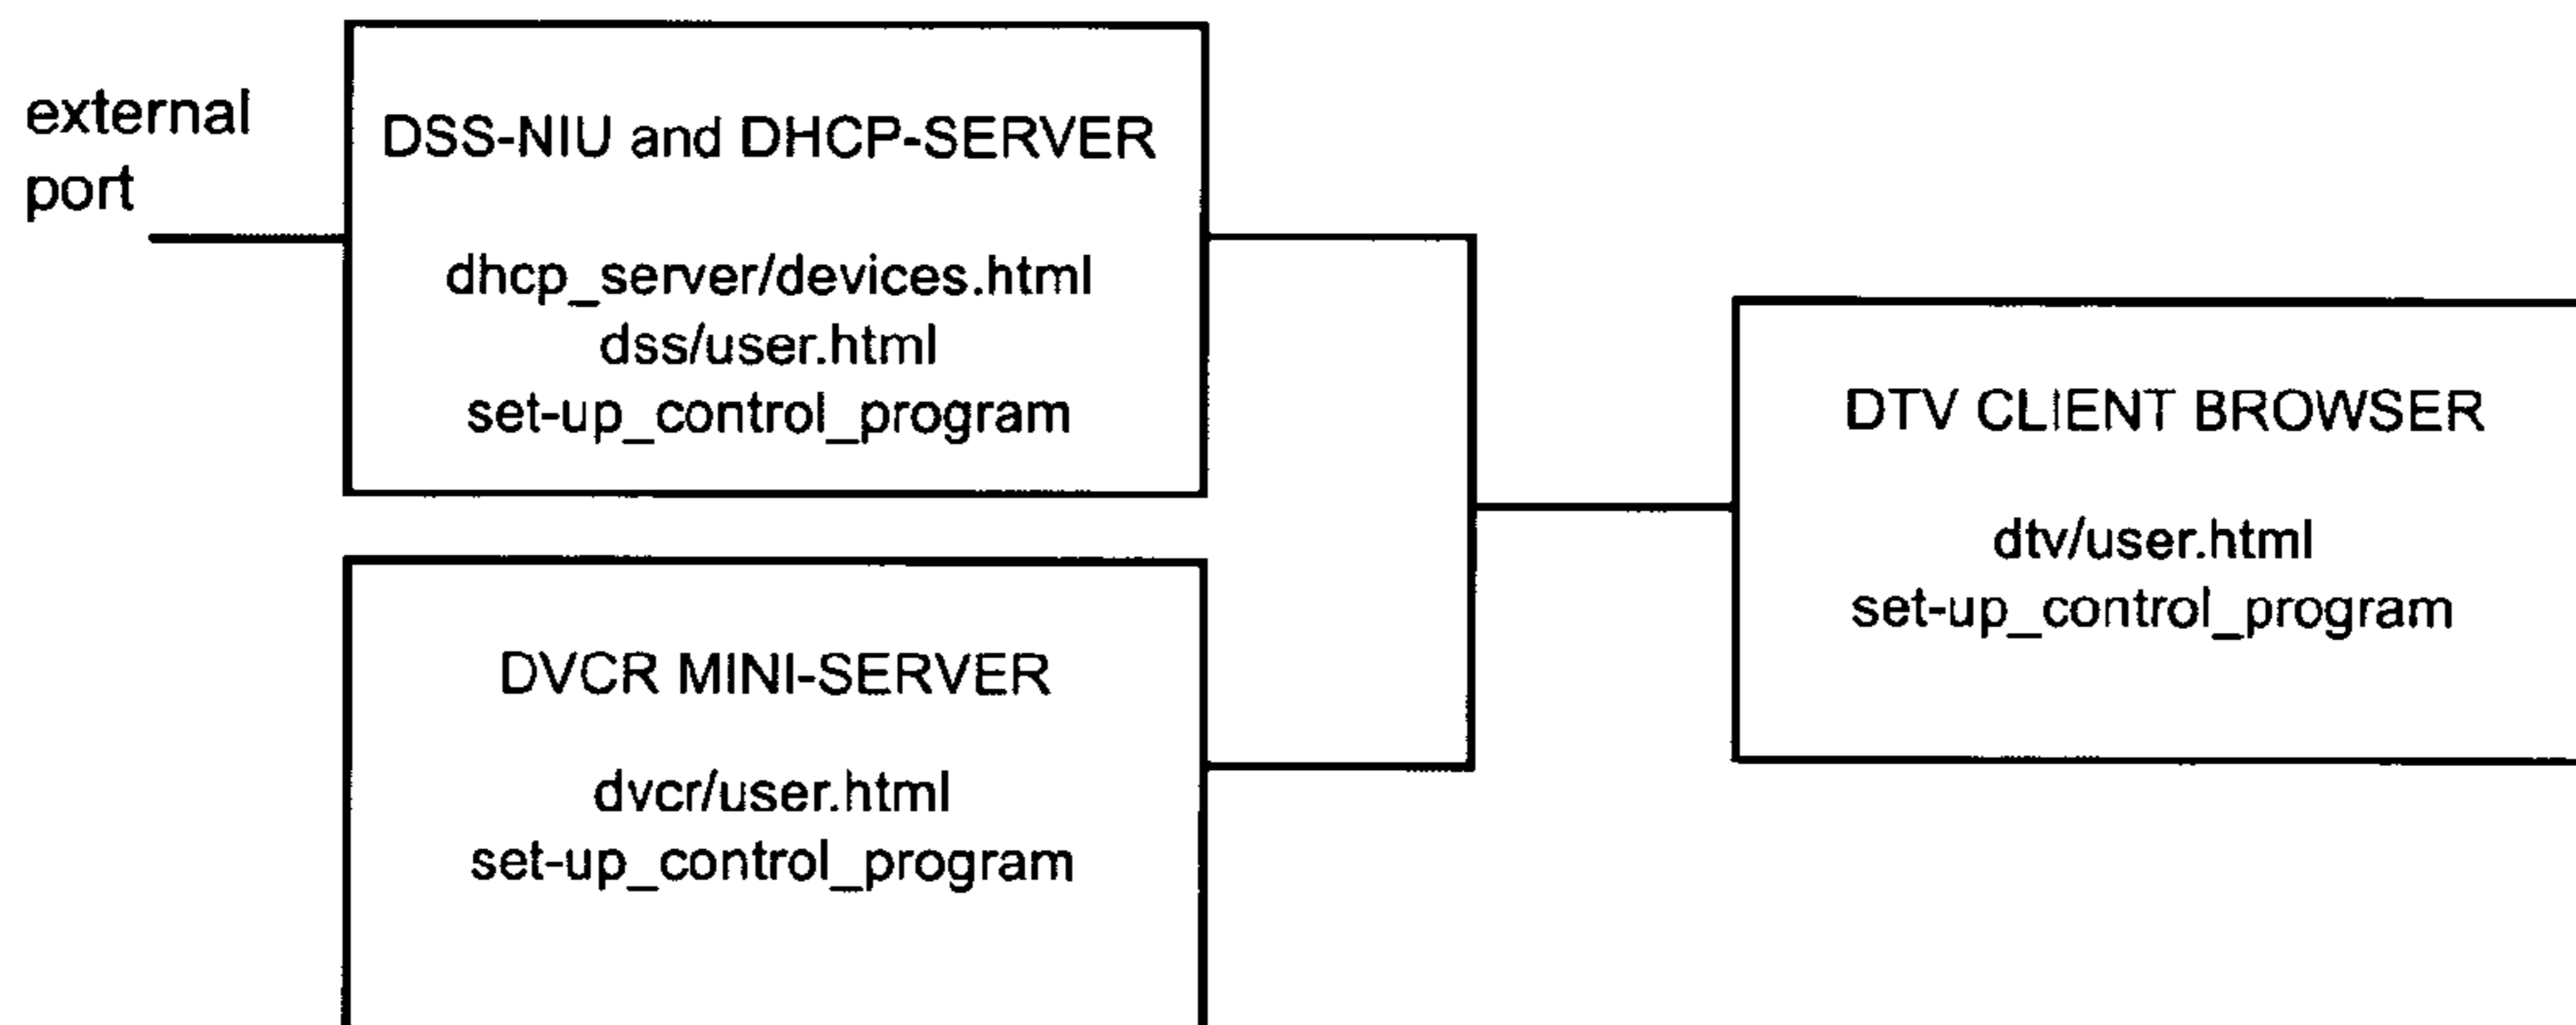 external
port
DSS-NIU and DHCP-SERVER
dhcp_server/devices.html
dss/user.html
set-up_control_program
DVCR MINI-SERVER
dvcr/user.html
set-up_control_program
DTV CLIENT BROWSER
dtv/user.html
set-up_control_program